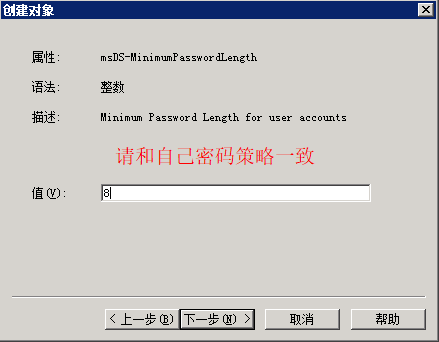 创建对象
属性: msDS-MinimumPasswordLength
语法: 整数
描述: Minimum Password Length for user accounts
请和自己密码策略一致
值(V): 8
< 上一步(B) 下一步(N) > 取消 帮助